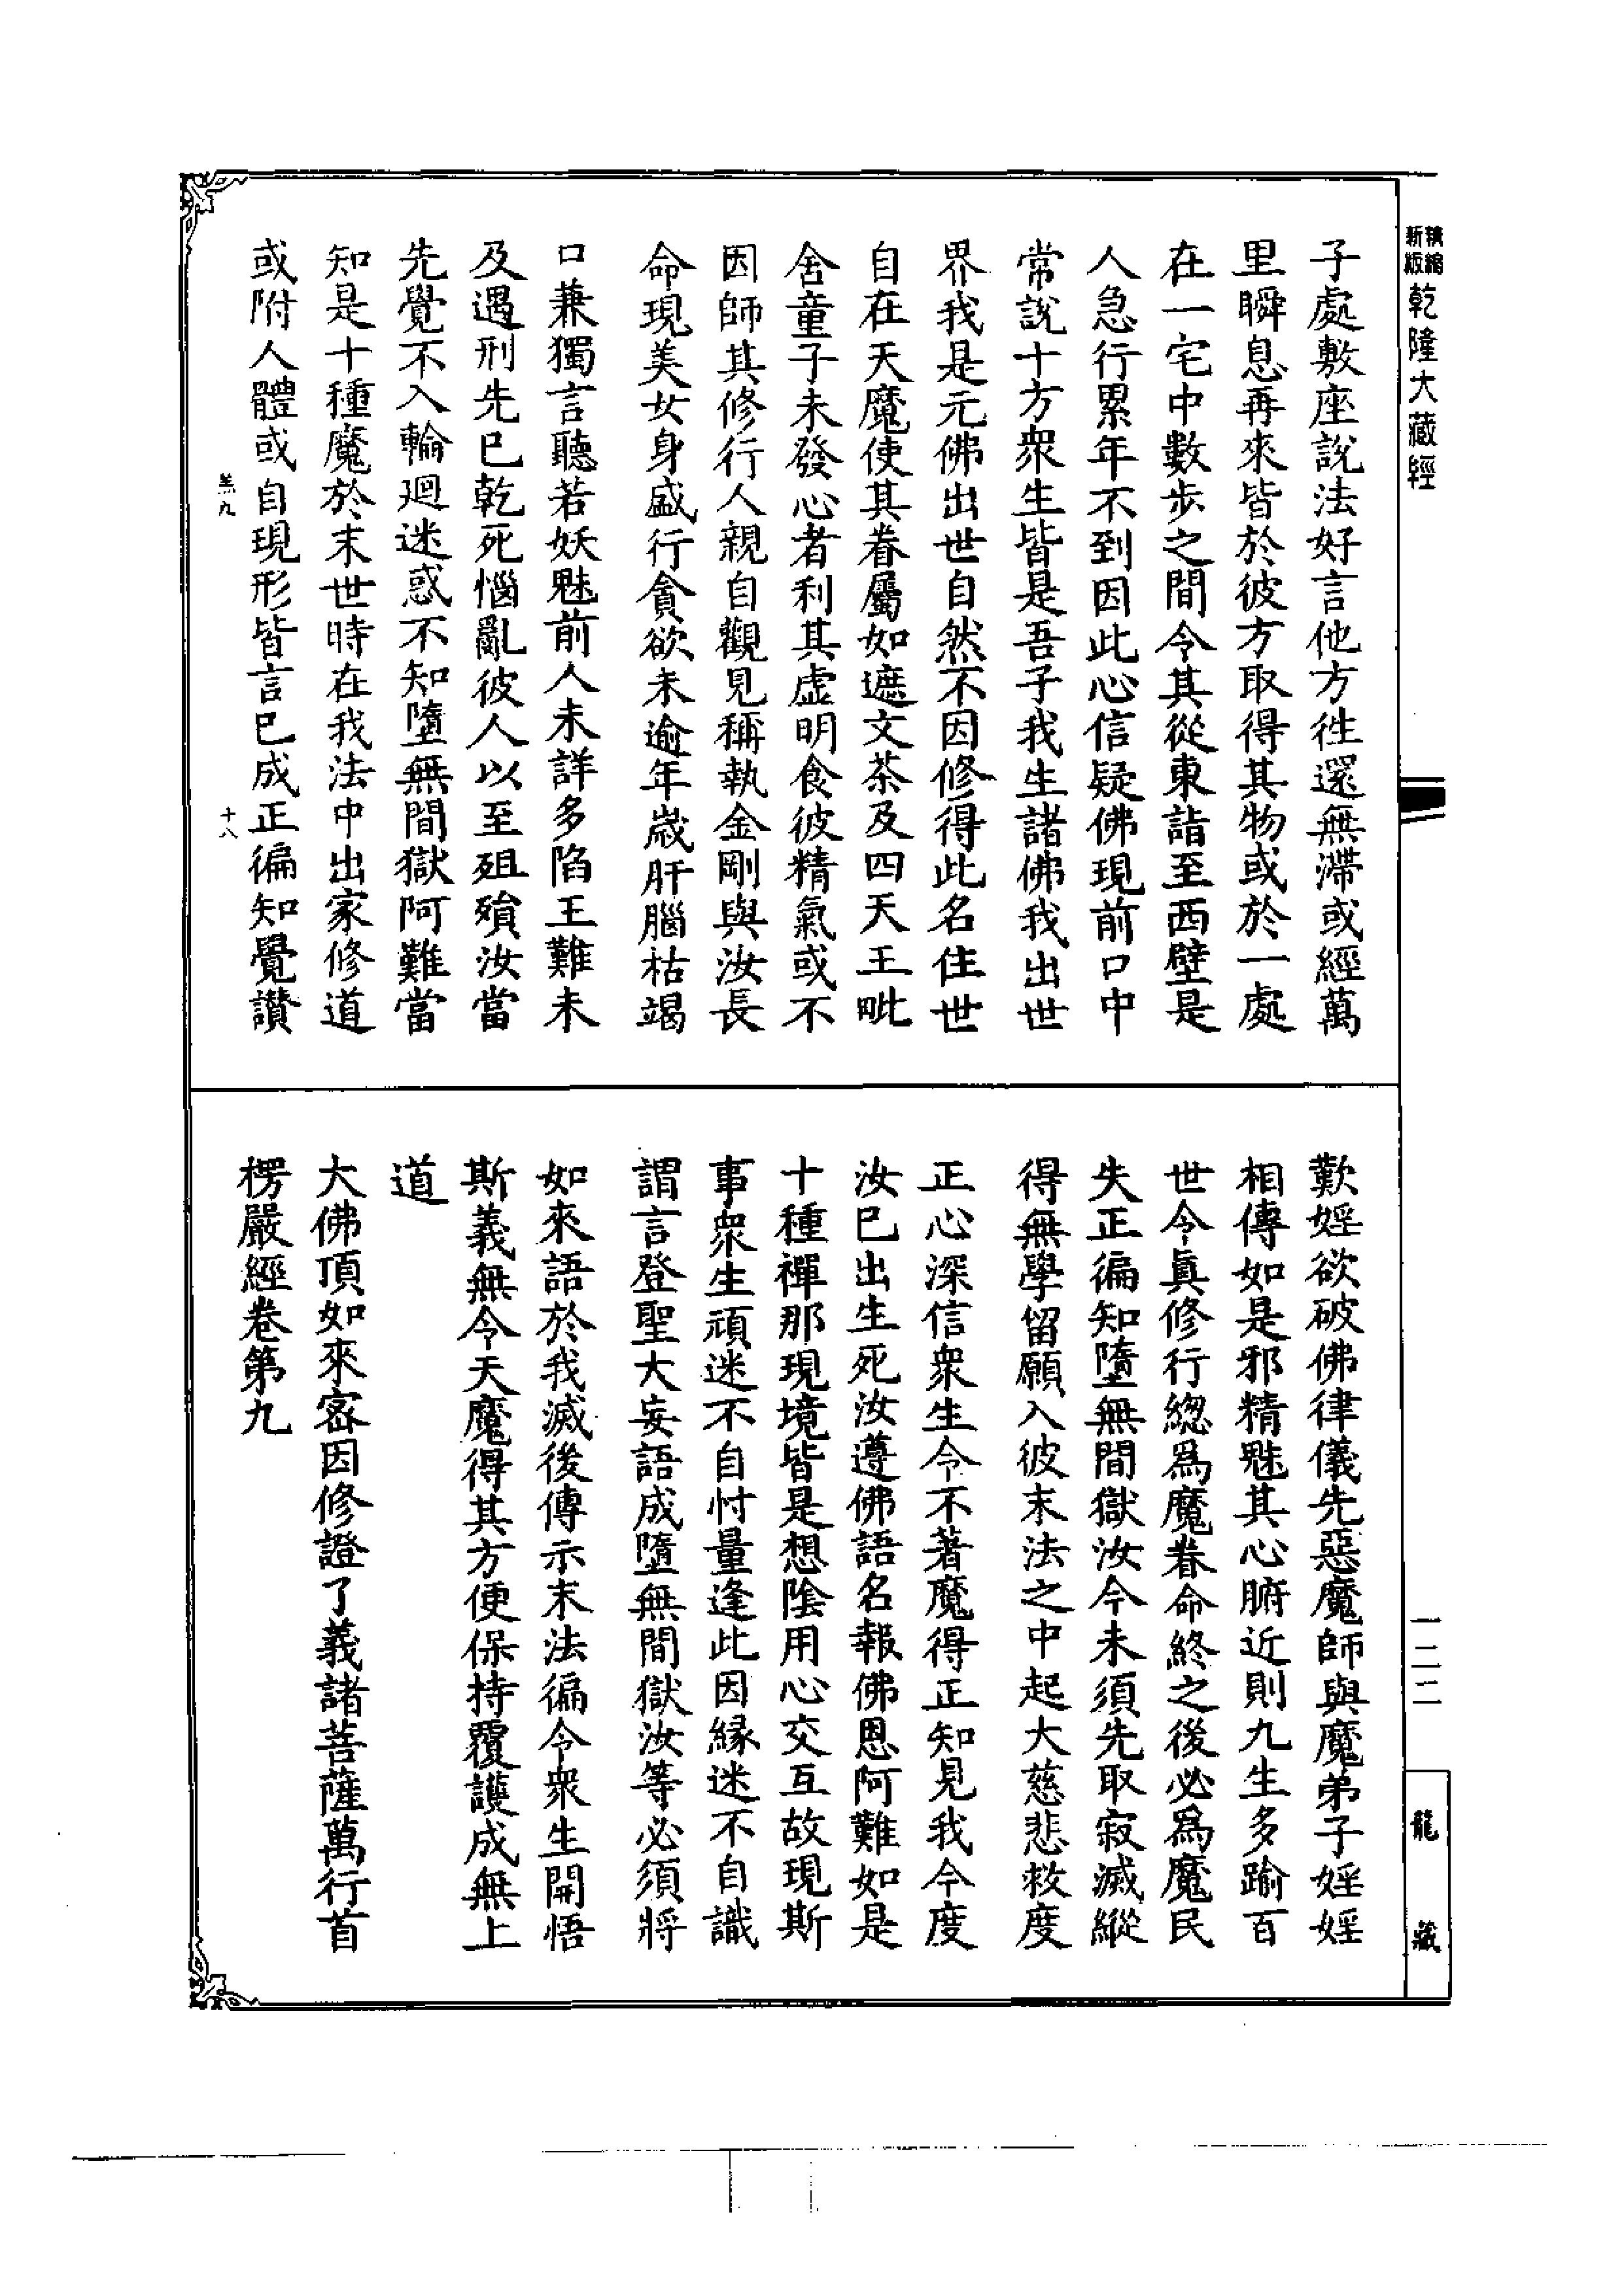 新版精縮乾隆大藏經
子處敷座說法好言他方徃還無滯或經萬
里瞬息再來皆於彼方取得其物或於一處
在一宅中數步之間令其從東詣至西壁是
人急行累年不到因此心信疑佛現前口中
常說十方衆生皆是吾子我生諸佛我出世
界我是元佛出世自然不因修得此名住世
自在天魔使其眷屬如遮文茶及四天王毗
舍童子未發心者利其虛明食彼精氣或不
因師其修行人親自觀見稱執金剛與汝長
命現美女身盛行貪欲未逾年歲肝腦枯竭
口兼獨言聽若妖魅前人未詳多陷王難未
及遇刑先已乾死惱亂彼人以至殂殞汝當
先覺不入輪廻迷惑不知墮無間獄阿難當
知是十種魔於末世時在我法中出家修道
或附人體或自現形皆言已成正徧知覺讚
羔九
十八
歎婬欲破佛律儀先惡魔師與魔弟子婬婬
相傳如是邪精魅其心腑近則九生多踰百
世令眞修行緫爲魔眷命終之後必爲魔民
失正徧知墮無間獄汝今未須先取寂滅縱
得無學留願入彼末法之中起大慈悲救度
正心深信衆生令不著魔得正知見我今度
汝已出生死汝遵佛語名報佛恩阿難如是
十種禪那現境皆是想陰用心交互故現斯
事衆生頑迷不自忖量逢此因緣迷不自識
謂言登聖大妄語成墮無間獄汝等必須將
如來語於我滅後傳示末法徧令衆生開悟
斯義無令天魔得其方便保持覆護成無上
道
大佛頂如來密因修證了義諸菩薩萬行首
楞嚴經卷第九
一二二
龍藏